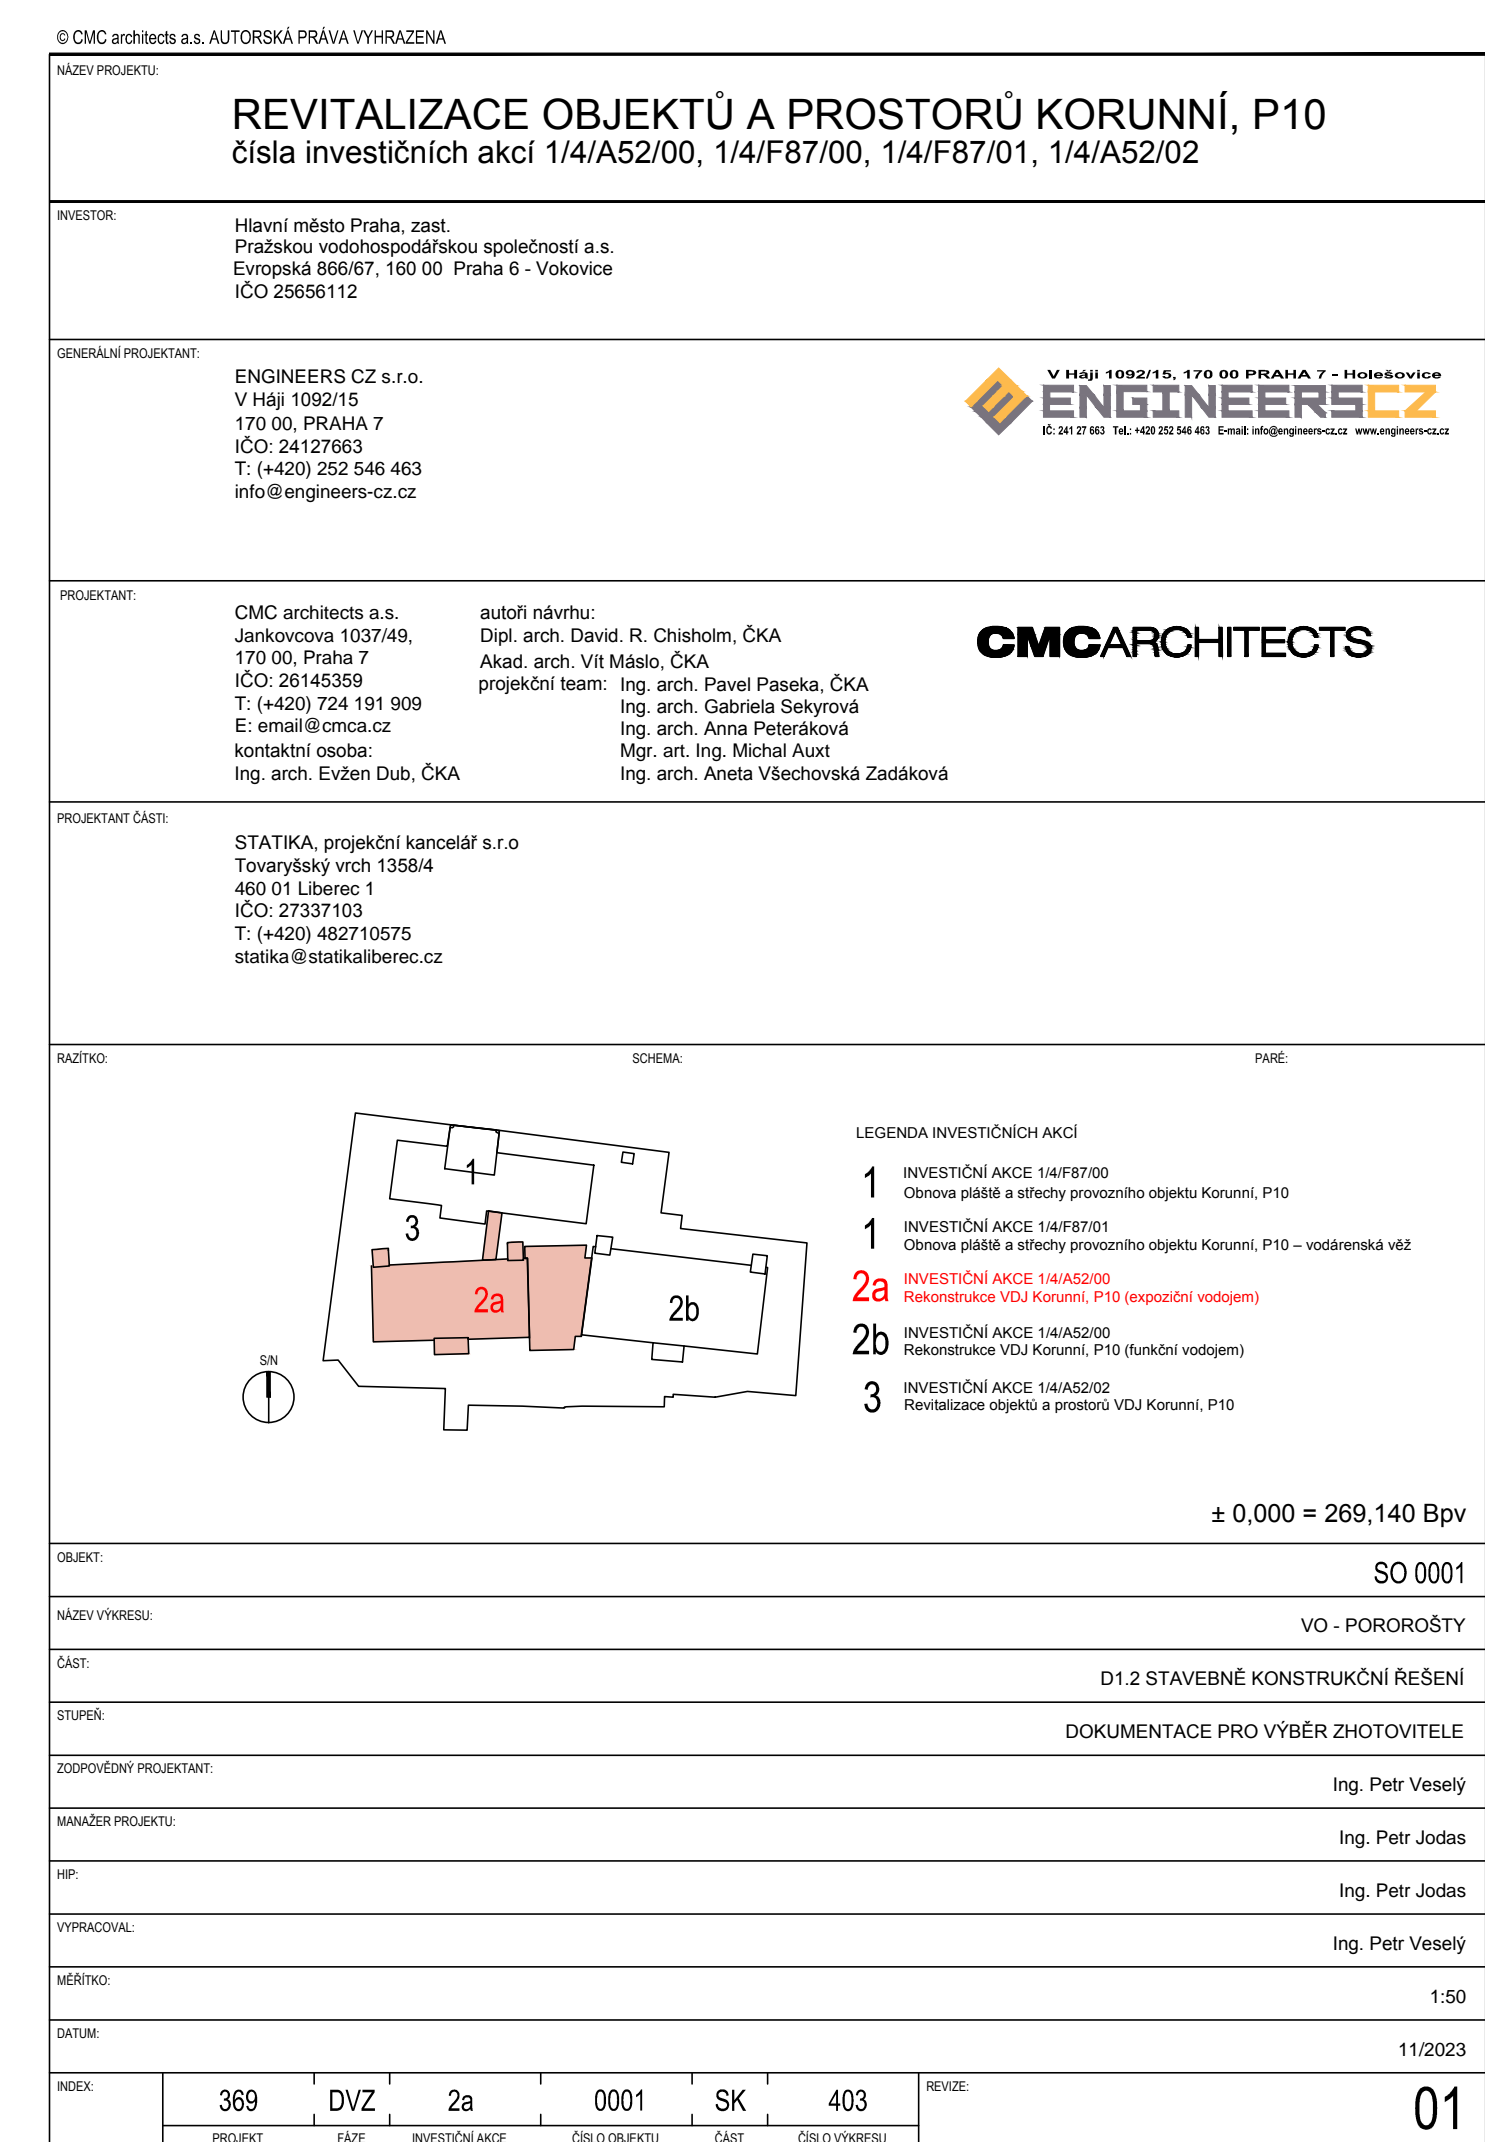 © CMC architects a.s. AUTORSKÁ PRÁVA VYHRAZENA
NÁZEV PROJEKTU:
REVITALIZACE OBJEKTŮ A PROSTORŮ KORUNNÍ, P10
čísla investičních akcí 1/4/A52/00, 1/4/F87/00, 1/4/F87/01, 1/4/A52/02
INVESTOR:
Hlavní město Praha, zast.
Pražskou vodohospodářskou společností a.s.
Evropská 866/67, 160 00 Praha 6 - Vokovice
IČO 25656112
GENERÁLNÍ PROJEKTANT:
ENGINEERS CZ s.r.o.
V Háji 1092/15
170 00, PRAHA 7
IČO: 24127663
T: (+420) 252 546 463
info@engineers-cz.cz
V Háji 1092/15, 170 00 PRAHA 7 - Holešovice
ENGINEERSCZ
IČ: 241 27 663 Tel.: +420 252 546 463 E-mail: info@engineers-cz.cz www.engineers-cz.cz
PROJEKTANT:
CMC architects a.s.
Jankovcova 1037/49,
170 00, Praha 7
IČO: 26145359
T: (+420) 724 191 909
E: email@cmca.cz
kontaktní osoba:
Ing. arch. Evžen Dub, ČKA
autoři návrhu:
Dipl. arch. David. R. Chisholm, ČKA
Akad. arch. Vít Máslo, ČKA
projekční team: Ing. arch. Pavel Paseka, ČKA
Ing. arch. Gabriela Sekyrová
Ing. arch. Anna Peteráková
Mgr. art. Ing. Michal Auxt
Ing. arch. Aneta Všechovská Zadáková
CMCARCHITECTS
PROJEKTANT ČÁSTI:
STATIKA, projekční kancelář s.r.o
Tovaryšský vrch 1358/4
460 01 Liberec 1
IČO: 27337103
T: (+420) 482710575
statika@statikaliberec.cz
RAZÍTKO:
SCHEMA:
PARÉ:
1
3
2a
2b
S/N
LEGENDA INVESTIČNÍCH AKCÍ
1 INVESTIČNÍ AKCE 1/4/F87/00
Obnova pláště a střechy provozního objektu Korunní, P10
1 INVESTIČNÍ AKCE 1/4/F87/01
Obnova pláště a střechy provozního objektu Korunní, P10 – vodárenská věž
2a INVESTIČNÍ AKCE 1/4/A52/00
Rekonstrukce VDJ Korunní, P10 (expoziční vodojem)
2b INVESTIČNÍ AKCE 1/4/A52/00
Rekonstrukce VDJ Korunní, P10 (funkční vodojem)
3 INVESTIČNÍ AKCE 1/4/A52/02
Revitalizace objektů a prostorů VDJ Korunní, P10
± 0,000 = 269,140 Bpv
OBJEKT:
SO 0001
NÁZEV VÝKRESU:
VO - POROROŠTY
ČÁST:
D1.2 STAVEBNĚ KONSTRUKČNÍ ŘEŠENÍ
STUPEŇ:
DOKUMENTACE PRO VÝBĚR ZHOTOVITELE
ZODPOVĚDNÝ PROJEKTANT:
Ing. Petr Veselý
MANAŽER PROJEKTU:
Ing. Petr Jodas
HIP:
Ing. Petr Jodas
VYPRACOVAL:
Ing. Petr Veselý
MĚŘÍTKO:
1:50
DATUM:
11/2023
INDEX:
369 DVZ 2a 0001 SK 403
PROJEKT FÁZE INVESTIČNÍ AKCE ČÍSLO OBJEKTU ČÁST ČÍSLO VÝKRESU
REVIZE:
01